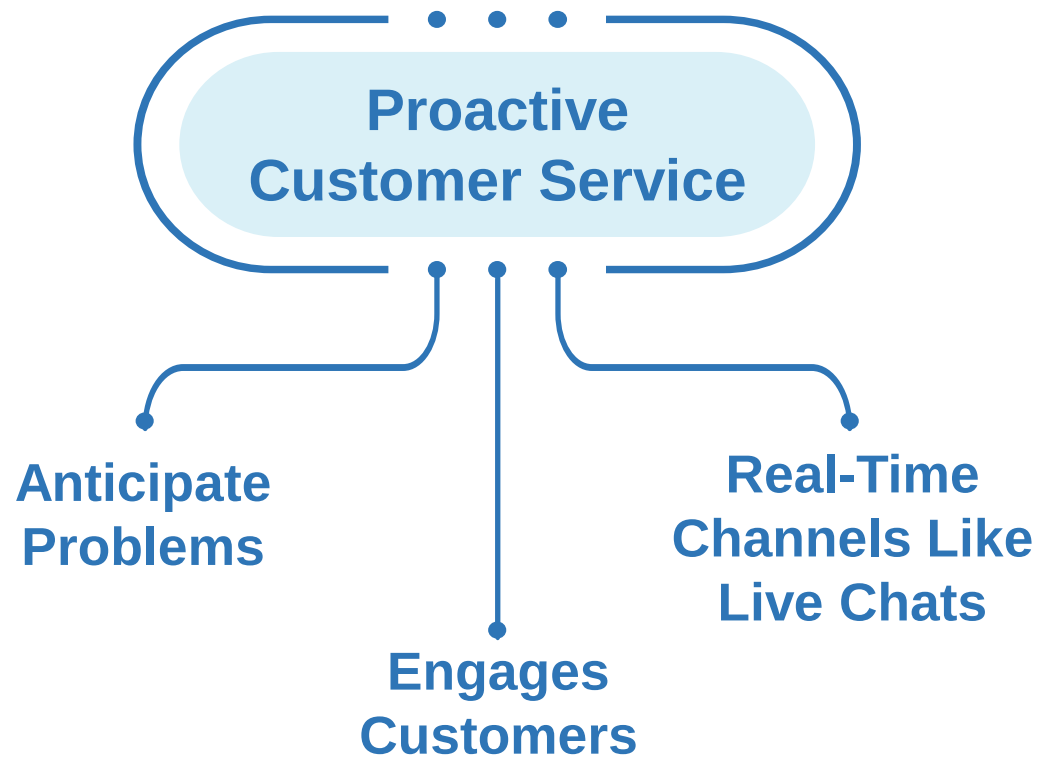 Proactive
Customer Service
Anticipate
Problems
Engages
Customers
Real-Time
Channels Like
Live Chats